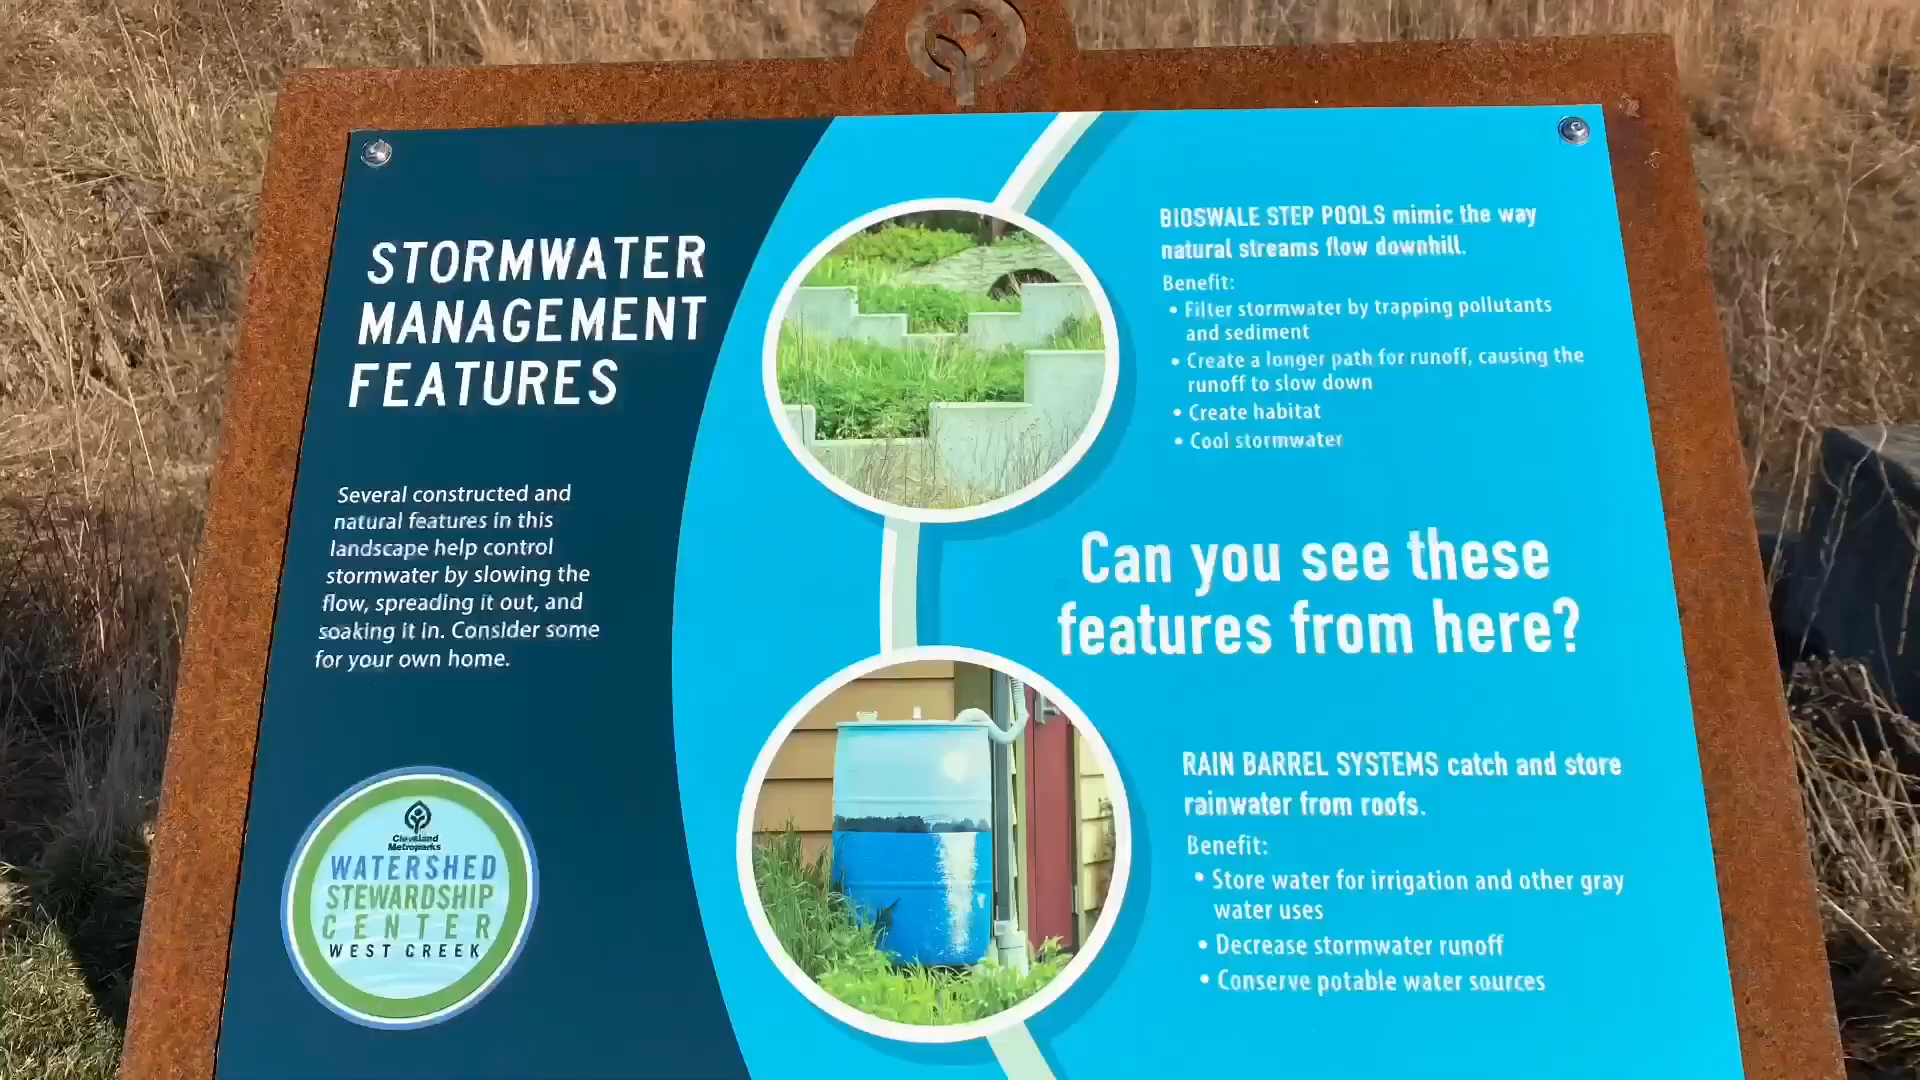 STORMWATER
MANAGEMENT
FEATURES
Several constructed and
natural features in this
landscape help control
stormwater by slowing the
flow, spreading it out, and
soaking it in. Consider some
for your own home.
Cleveland
Metroparks
WATERSHED
STEWARDSHIP
CENTER
WEST CREEK
BIOSWALE STEP POOLS mimic the way
natural streams flow downhill.
Benefit:
• Filter stormwater by trapping pollutants
and sediment
• Create a longer path for runoff, causing the
runoff to slow down
• Create habitat
• Cool stormwater
Can you see these
features from here?
RAIN BARREL SYSTEMS catch and store
rainwater from roofs.
Benefit:
• Store water for irrigation and other gray
water uses
• Decrease stormwater runoff
• Conserve potable water sources